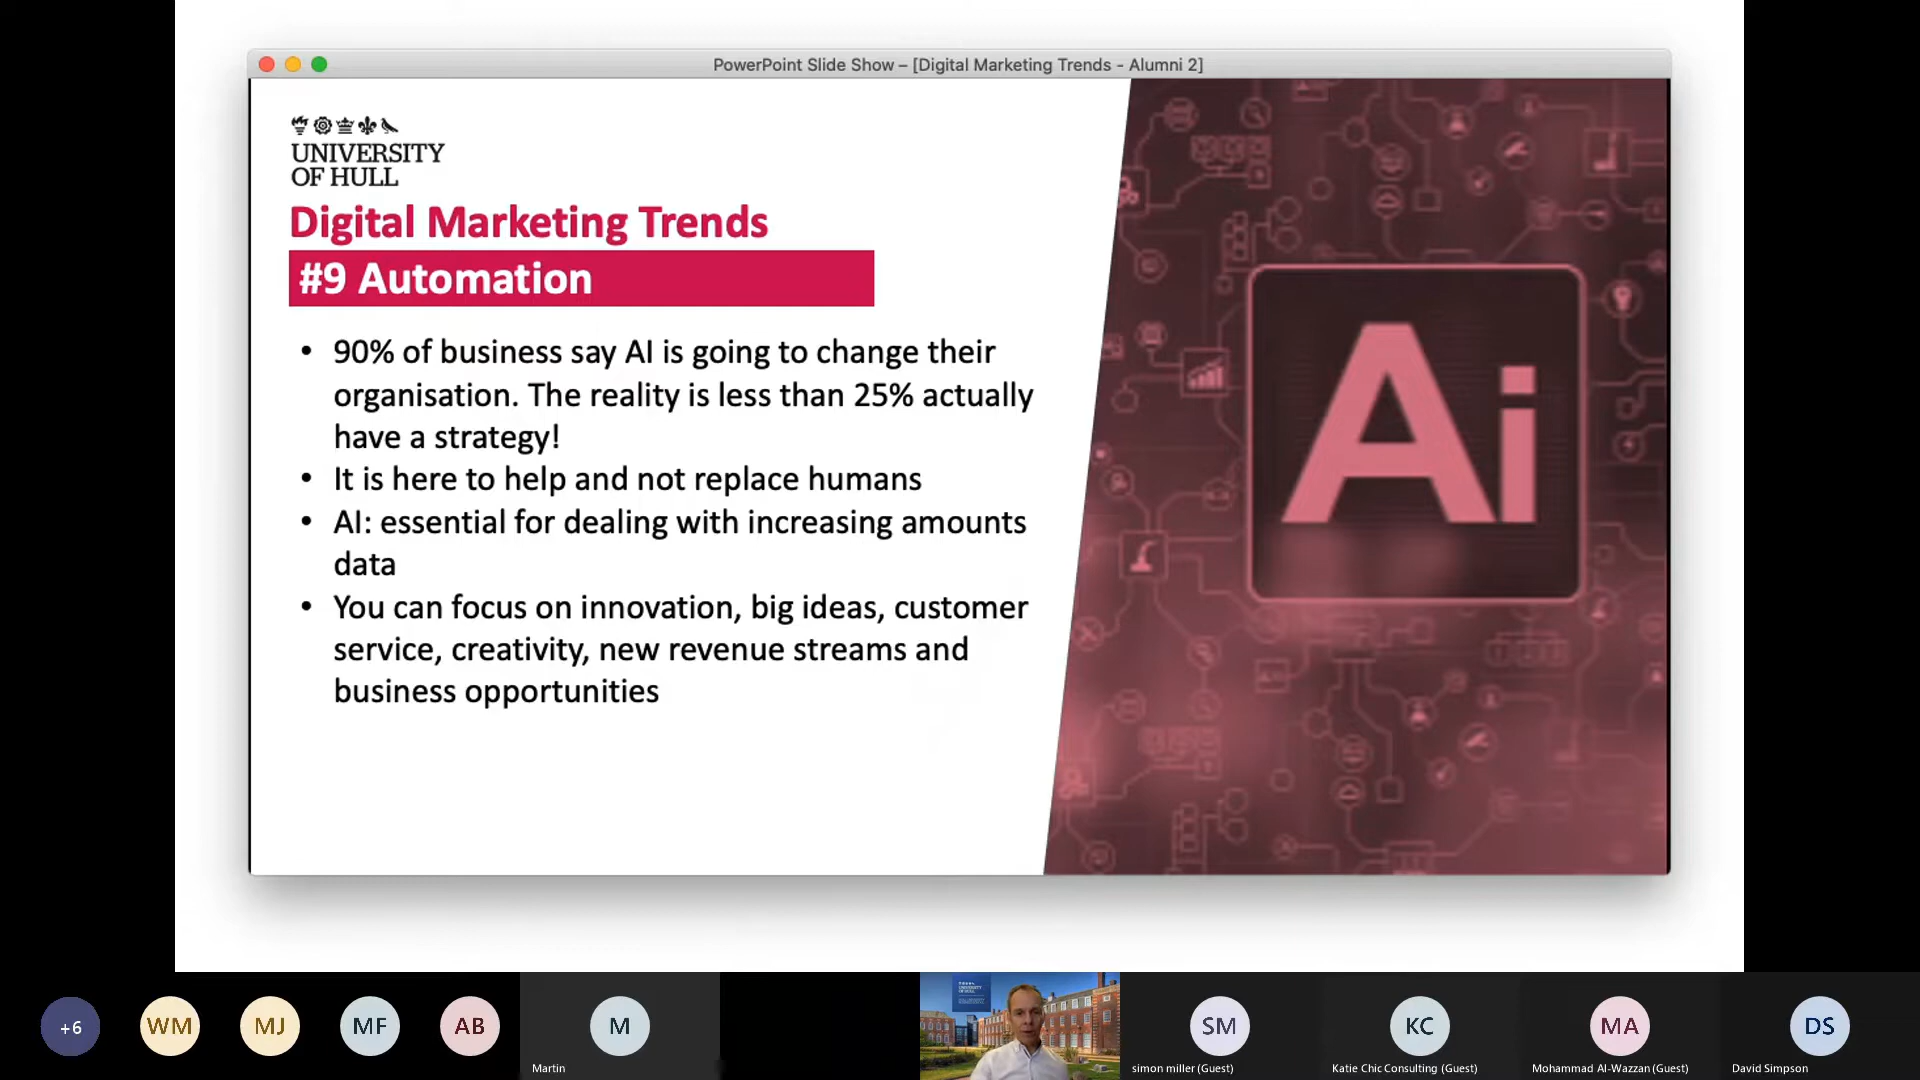 PowerPoint Slide Show – [Digital Marketing Trends - Alumni 2]
UNIVERSITY
OF HULL
Digital Marketing Trends
#9 Automation
• 90% of business say AI is going to change their
organisation. The reality is less than 25% actually
have a strategy!
• It is here to help and not replace humans
• AI: essential for dealing with increasing amounts
data
• You can focus on innovation, big ideas, customer
service, creativity, new revenue streams and
business opportunities
Ai
+6
WM
MJ
MF
AB
M
Martin
UNIVERSITY
OF HULL
SM
simon miller (Guest)
KC
Katie Chic Consulting (Guest)
MA
Mohammad Al-Wazzan (Guest)
DS
David Simpson